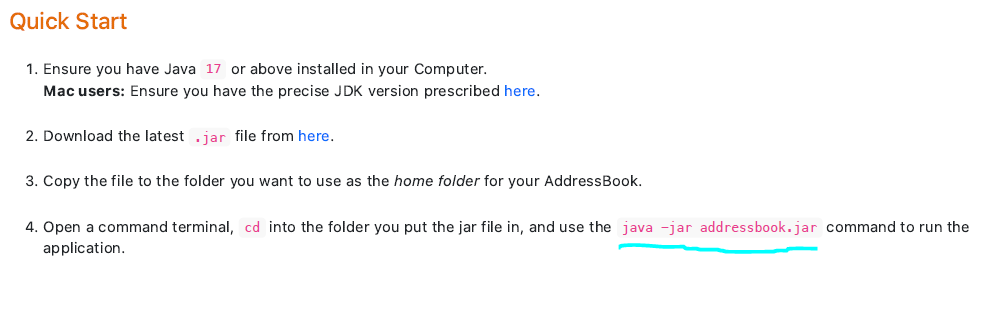 Quick Start
1. Ensure you have Java 17 or above installed in your Computer.
Mac users: Ensure you have the precise JDK version prescribed here.
2. Download the latest .jar file from here.
3. Copy the file to the folder you want to use as the home folder for your AddressBook.
4. Open a command terminal, cd into the folder you put the jar file in, and use the java -jar addressbook.jar command to run the
application.